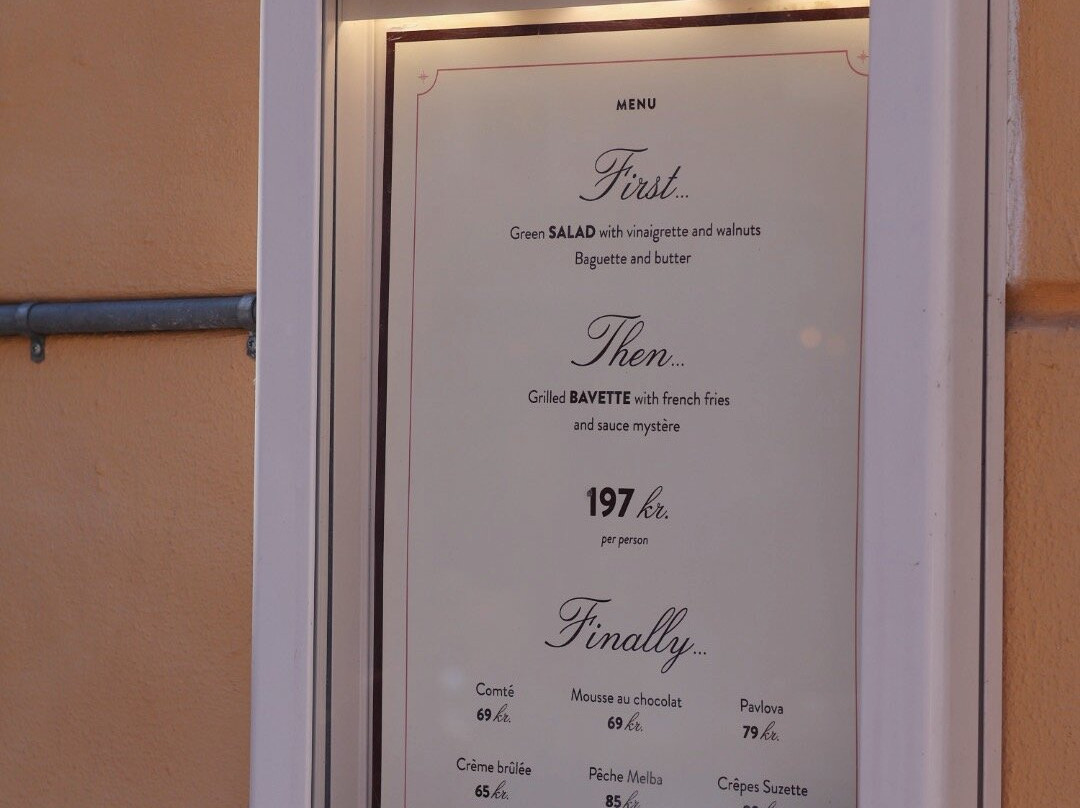 MENU
First...
Green SALAD with vinaigrette and walnuts
Baguette and butter
Then...
Grilled BAVETTE with french fries
and sauce mystère
197 kr.
per person
Finally...
Comté
69 kr.
Mousse au chocolat
69 kr.
Pavlova
79 kr.
Crème brûlée
65 kr.
Pêche Melba
85 kr.
Crêpes Suzette
kr.